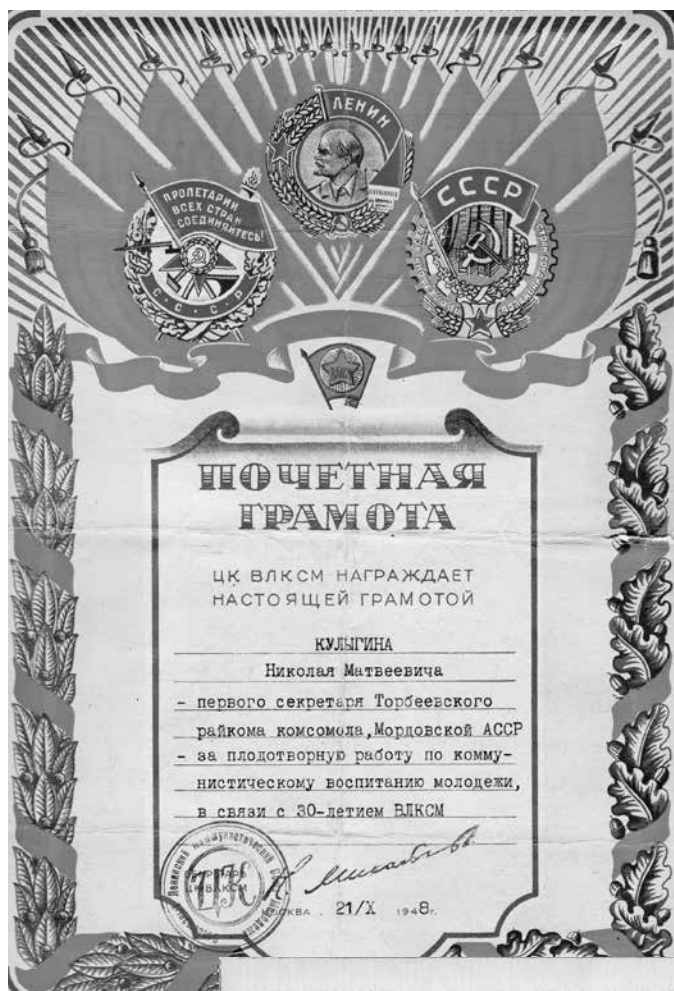 ЛЕНИН
ПРОЛЕТАРИИ
ВСЕХ СТРАН
СОЕДИНЯЙТЕСЬ!
С·С·С·Р
СССР
ПОЧЕТНАЯ
ГРАМОТА
ЦК ВЛКСМ НАГРАЖДАЕТ
НАСТОЯЩЕЙ ГРАМОТОЙ
КУЛЫГИНА
Николая Матвеевича
- первого секретаря Торбеевского
райкома комсомола, Мордовской АССР
- за плодотворную работу по комму-
нистическому воспитанию молодежи,
в связи с 30-летием ВЛКСМ
СЕКРЕТАРЬ
ЦК ВЛКСМ
МОСКВА . 21/X 1948г.